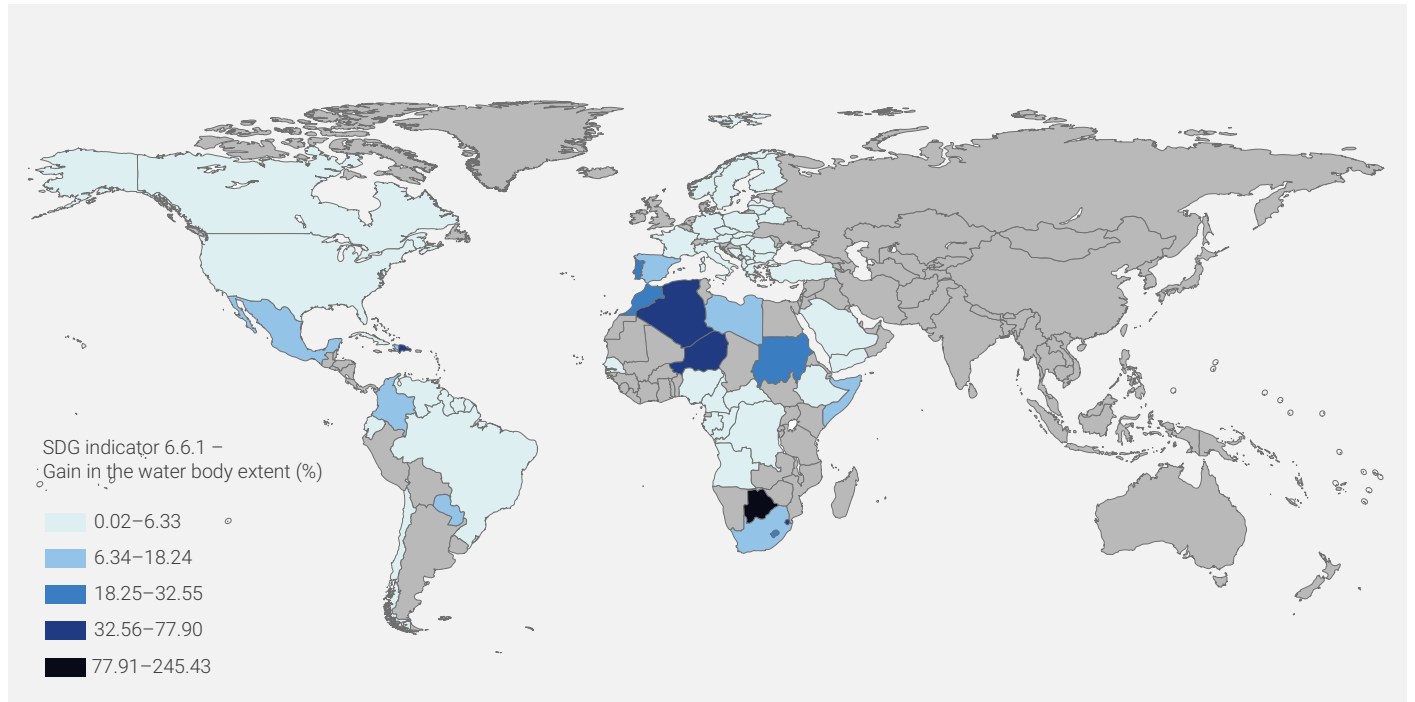 SDG indicator 6.6.1 –
Gain in the water body extent (%)
0.02–6.33
6.34–18.24
18.25–32.55
32.56–77.90
77.91–245.43